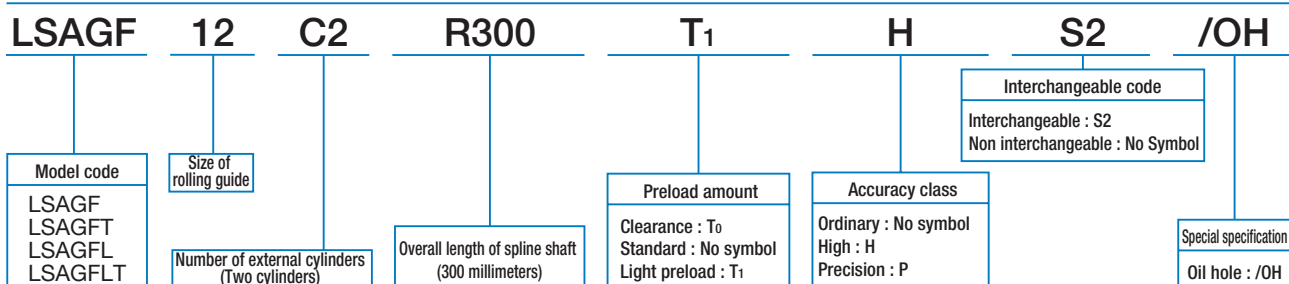 LSAGF 12 C2 R300 T1 H S2 /OH
Interchangeable code
Interchangeable : S2
Non interchangeable : No Symbol
Model code
LSAGF
LSAGFT
LSAGFL
LSAGFLT
Size of
rolling guide
Number of external cylinders
(Two cylinders)
Overall length of spline shaft
(300 millimeters)
Preload amount
Clearance : T0
Standard : No symbol
Light preload : T1
Accuracy class
Ordinary : No symbol
High : H
Precision : P
Special specification
Oil hole : /OH